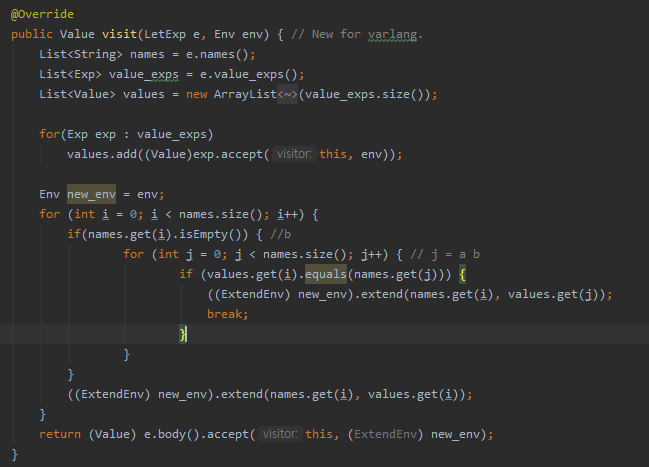 @Override
public Value visit(LetExp e, Env env) { // New for varlang.
List<String> names = e.names();
List<Exp> value_exps = e.value_exps();
List<Value> values = new ArrayList<~>(value_exps.size());
for(Exp exp : value_exps)
values.add((Value)exp.accept( visitor: this, env));
Env new_env = env;
for (int i = 0; i < names.size(); i++) {
if(names.get(i).isEmpty()) { //b
for (int j = 0; j < names.size(); j++) { // j = a b
if (values.get(i).equals(names.get(j))) {
((ExtendEnv) new_env).extend(names.get(i), values.get(j));
break;
}
}
}
((ExtendEnv) new_env).extend(names.get(i), values.get(i));
}
return (Value) e.body().accept( visitor: this, (ExtendEnv) new_env);
}